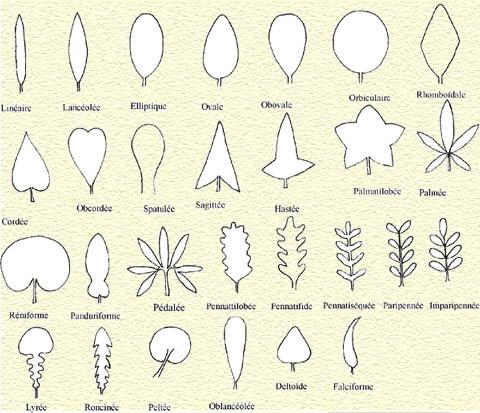 Linéaire
Lancéolée
Elliptique
Ovale
Obovale
Orbiculaire
Rhomboïdale
Cordée
Obcordée
Spatulée
Sagittée
Hastée
Palmatilobée
Palmée
Réniforme
Panduriforme
Pédalée
Pennattilobée
Pennatifide
Pennatiséquée
Paripennée
Imparipennée
Lyrée
Roncinée
Peltée
Oblancéolée
Deltoïde
Falciforme